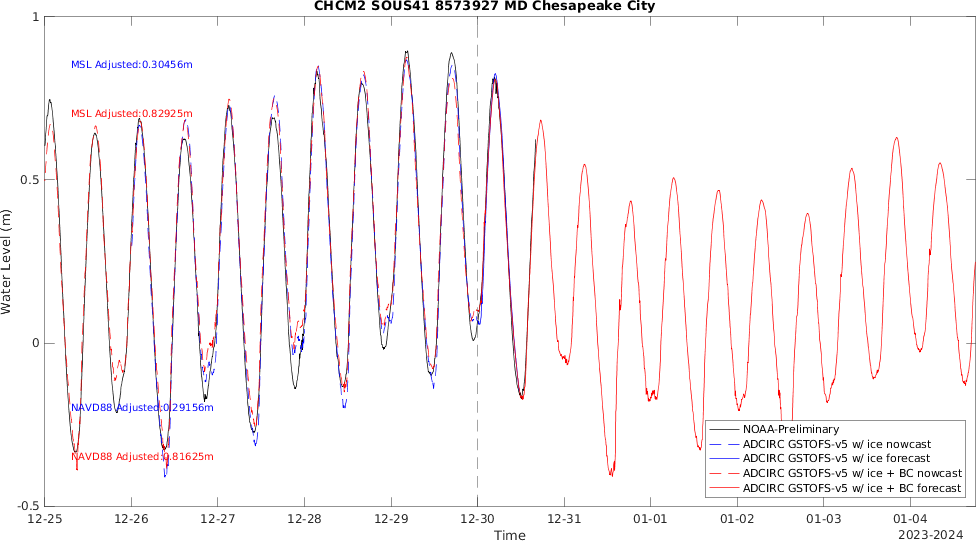 CHCM2 SOUS41 8573927 MD Chesapeake City
1
MSL Adjusted:0.30456m
MSL Adjusted:0.82925m
0.5
Water Level (m)
0
NAVD88 Adjusted:0.29156m
NAVD88 Adjusted:0.81625m
-0.5
NOAA-Preliminary
ADCIRC GSTOFS-v5 w/ ice nowcast
ADCIRC GSTOFS-v5 w/ ice forecast
ADCIRC GSTOFS-v5 w/ ice + BC nowcast
ADCIRC GSTOFS-v5 w/ ice + BC forecast
12-25 12-26 12-27 12-28 12-29 12-30 12-31 01-01 01-02 01-03 01-04
Time
2023-2024